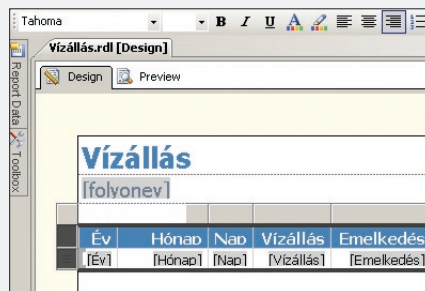 Tahoma
B I U A
Vízállás.rdl [Design]
Design Preview
Report Data
Toolbox
Vízállás
[folyonev]
Év Hónap Nap Vízállás Emelkedés
[Év] [Hónap] [Nap] [Vízállás] [Emelkedés]